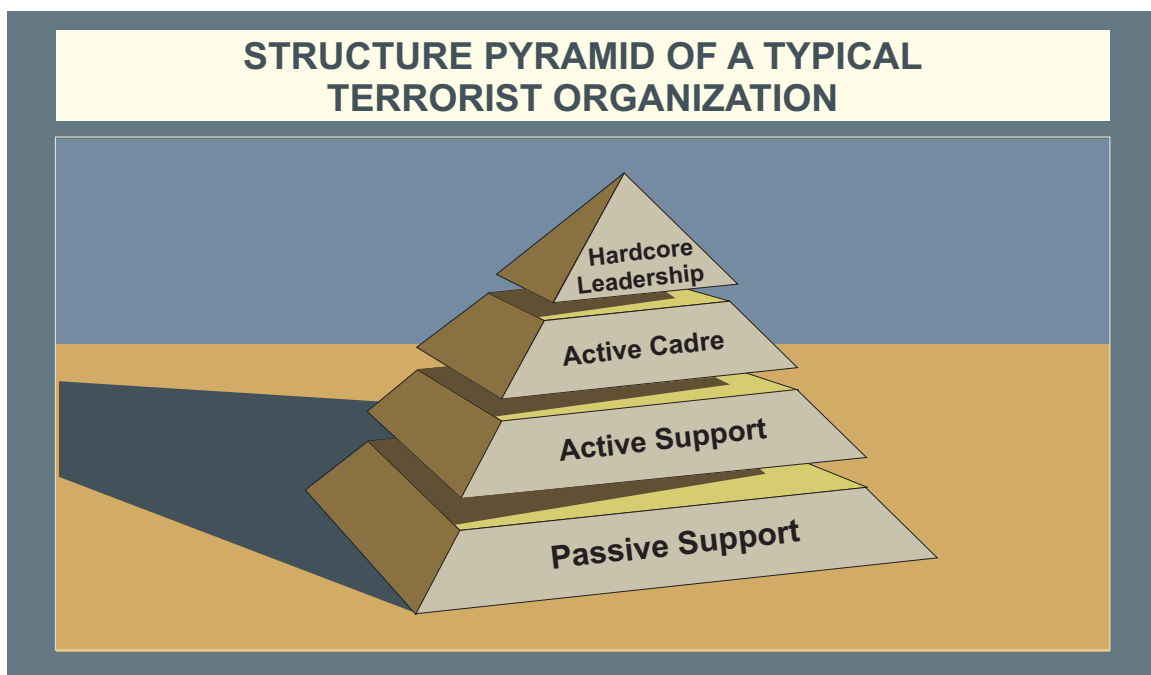 STRUCTURE PYRAMID OF A TYPICAL
TERRORIST ORGANIZATION
Hardcore
Leadership
Active Cadre
Active Support
Passive Support